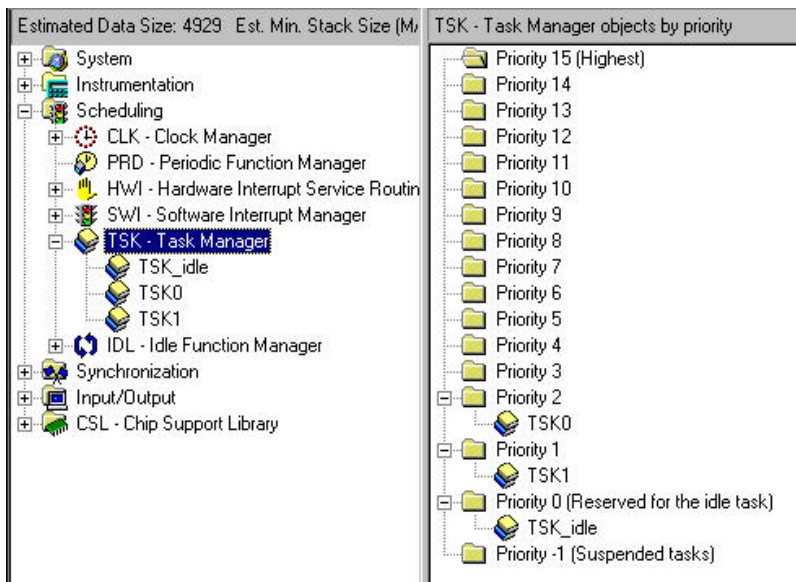 Estimated Data Size: 4929 Est. Min. Stack Size (MA
System
Instrumentation
Scheduling
CLK - Clock Manager
PRD - Periodic Function Manager
HWI - Hardware Interrupt Service Routin
SWI - Software Interrupt Manager
TSK - Task Manager
TSK_idle
TSK0
TSK1
IDL - Idle Function Manager
Synchronization
Input/Output
CSL - Chip Support Library
TSK - Task Manager objects by priority
Priority 15 (Highest)
Priority 14
Priority 13
Priority 12
Priority 11
Priority 10
Priority 9
Priority 8
Priority 7
Priority 6
Priority 5
Priority 4
Priority 3
Priority 2
TSK0
Priority 1
TSK1
Priority 0 (Reserved for the idle task)
TSK_idle
Priority -1 (Suspended tasks)